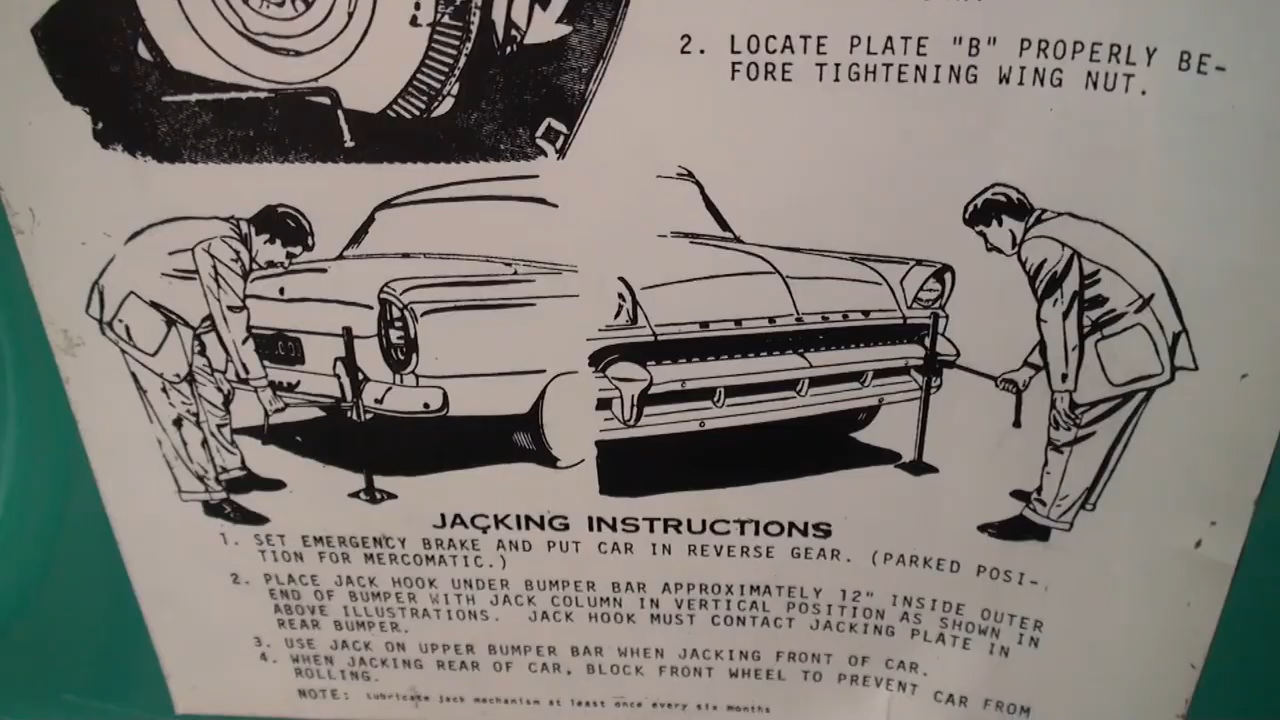 2. LOCATE PLATE "B" PROPERLY BE-
FORE TIGHTENING WING NUT.
MERCURY
JACKING INSTRUCTIONS
1. SET EMERGENCY BRAKE AND PUT CAR IN REVERSE GEAR. (PARKED POSI-
TION FOR MERCOMATIC.)
2. PLACE JACK HOOK UNDER BUMPER BAR APPROXIMATELY 12" INSIDE OUTER
END OF BUMPER WITH JACK COLUMN IN VERTICAL POSITION AS SHOWN IN
ABOVE ILLUSTRATIONS. JACK HOOK MUST CONTACT JACKING PLATE IN
REAR BUMPER.
3. USE JACK ON UPPER BUMPER BAR WHEN JACKING FRONT OF CAR.
4. WHEN JACKING REAR OF CAR, BLOCK FRONT WHEEL TO PREVENT CAR FROM
ROLLING.
NOTE: Lubricate jack mechanism at least once every six months